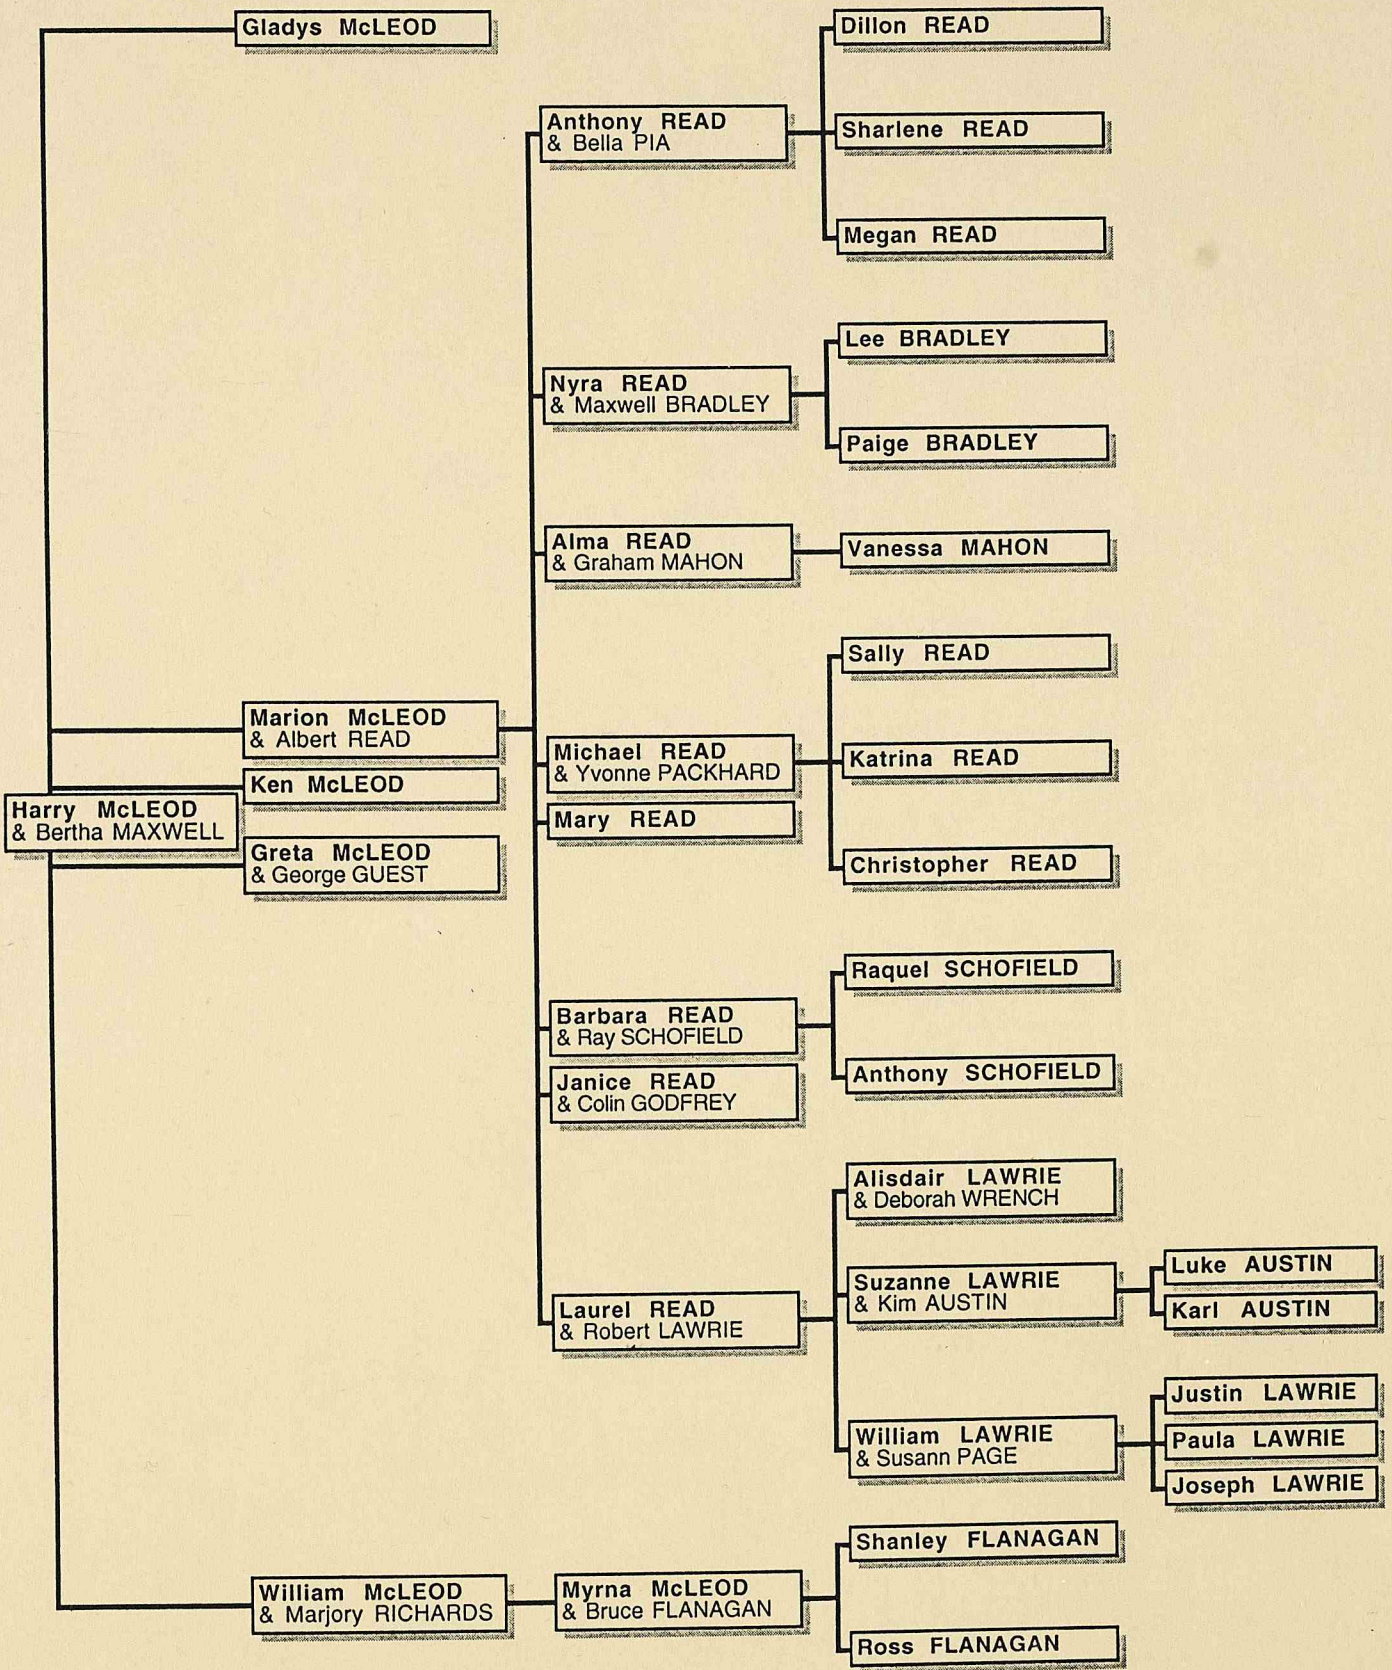 Gladys McLEOD
Dillon READ
Anthony READ
& Bella PIA
Sharlene READ
Megan READ
Lee BRADLEY
Nyra READ
& Maxwell BRADLEY
Paige BRADLEY
Alma READ
& Graham MAHON
Vanessa MAHON
Sally READ
Marion McLEOD
& Albert READ
Michael READ
& Yvonne PACKHARD
Katrina READ
Ken McLEOD
Harry McLEOD
& Bertha MAXWELL
Mary READ
Greta McLEOD
& George GUEST
Christopher READ
Raquel SCHOFIELD
Barbara READ
& Ray SCHOFIELD
Janice READ
& Colin GODFREY
Anthony SCHOFIELD
Alisdair LAWRIE
& Deborah WRENCH
Suzanne LAWRIE
& Kim AUSTIN
Luke AUSTIN
Karl AUSTIN
Laurel READ
& Robert LAWRIE
Justin LAWRIE
William LAWRIE
& Susann PAGE
Paula LAWRIE
Joseph LAWRIE
Shanley FLANAGAN
William McLEOD
& Marjory RICHARDS
Myrna McLEOD
& Bruce FLANAGAN
Ross FLANAGAN